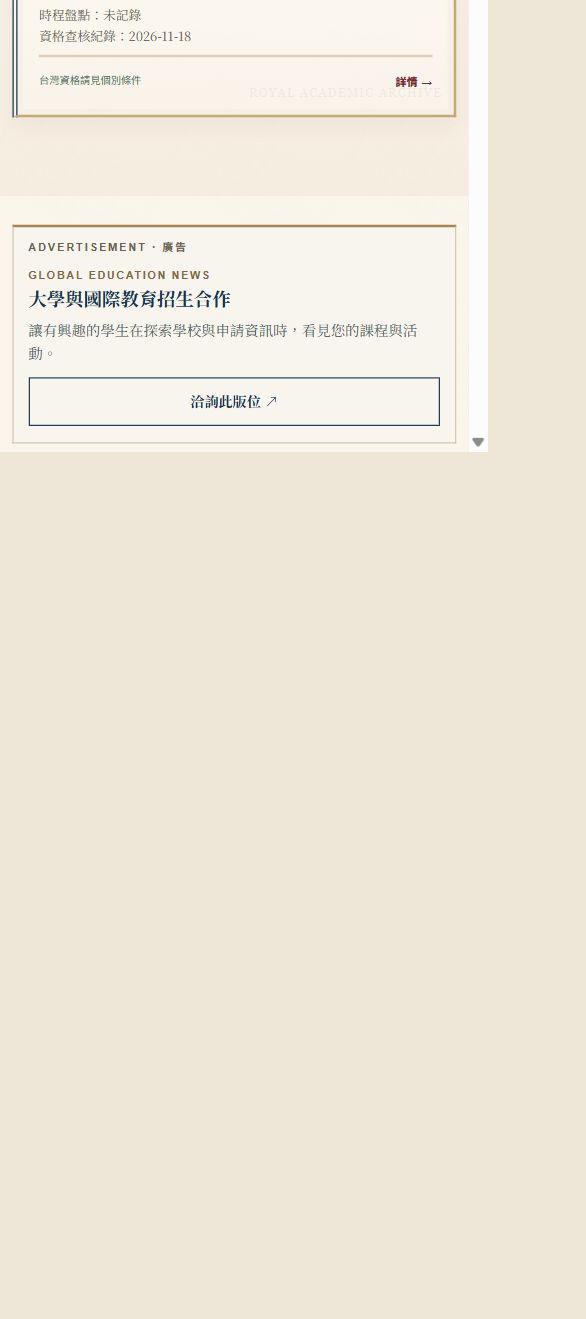 時程盤點：未記錄
資格查核紀錄：2026-11-18
台灣資格請見個別條件
詳情 →
ROYAL ACADEMIC ARCHIVE
ADVERTISEMENT · 廣告
GLOBAL EDUCATION NEWS
大學與國際教育招生合作
讓有興趣的學生在探索學校與申請資訊時，看見您的課程與活
動。
洽詢此版位 ↗